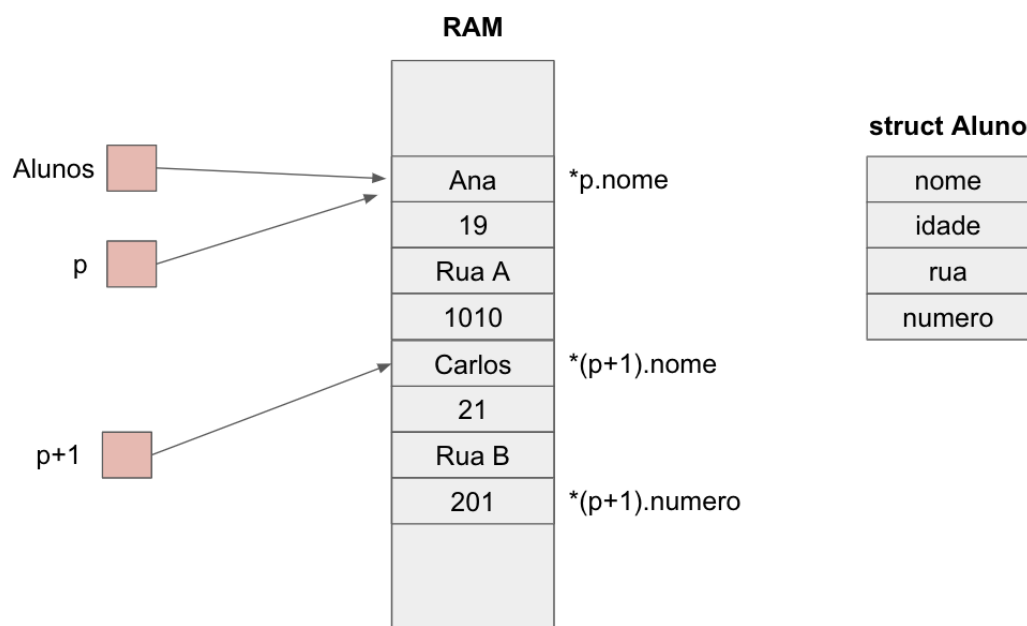 RAM
struct Aluno
Alunos
Ana
*p.nome
nome
19
idade
p
Rua A
rua
1010
numero
Carlos
*(p+1).nome
21
p+1
Rua B
201
*(p+1).numero